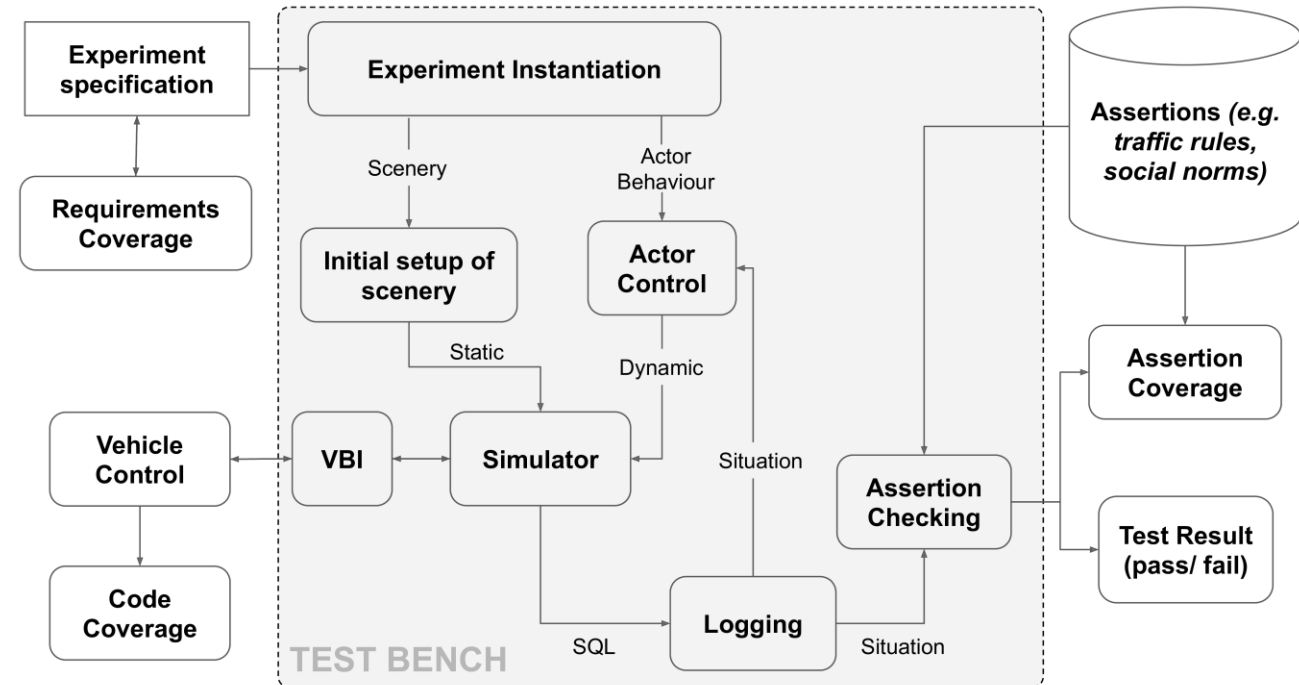 Experiment
specification
Experiment Instantiation
Assertions (e.g.
traffic rules,
social norms)
Scenery
Actor
Behaviour
Requirements
Coverage
Initial setup of
scenery
Actor
Control
Static
Dynamic
Assertion
Coverage
Vehicle
Control
VBI
Simulator
Situation
Assertion
Checking
Test Result
(pass/ fail)
Code
Coverage
Logging
SQL
Situation
TEST BENCH